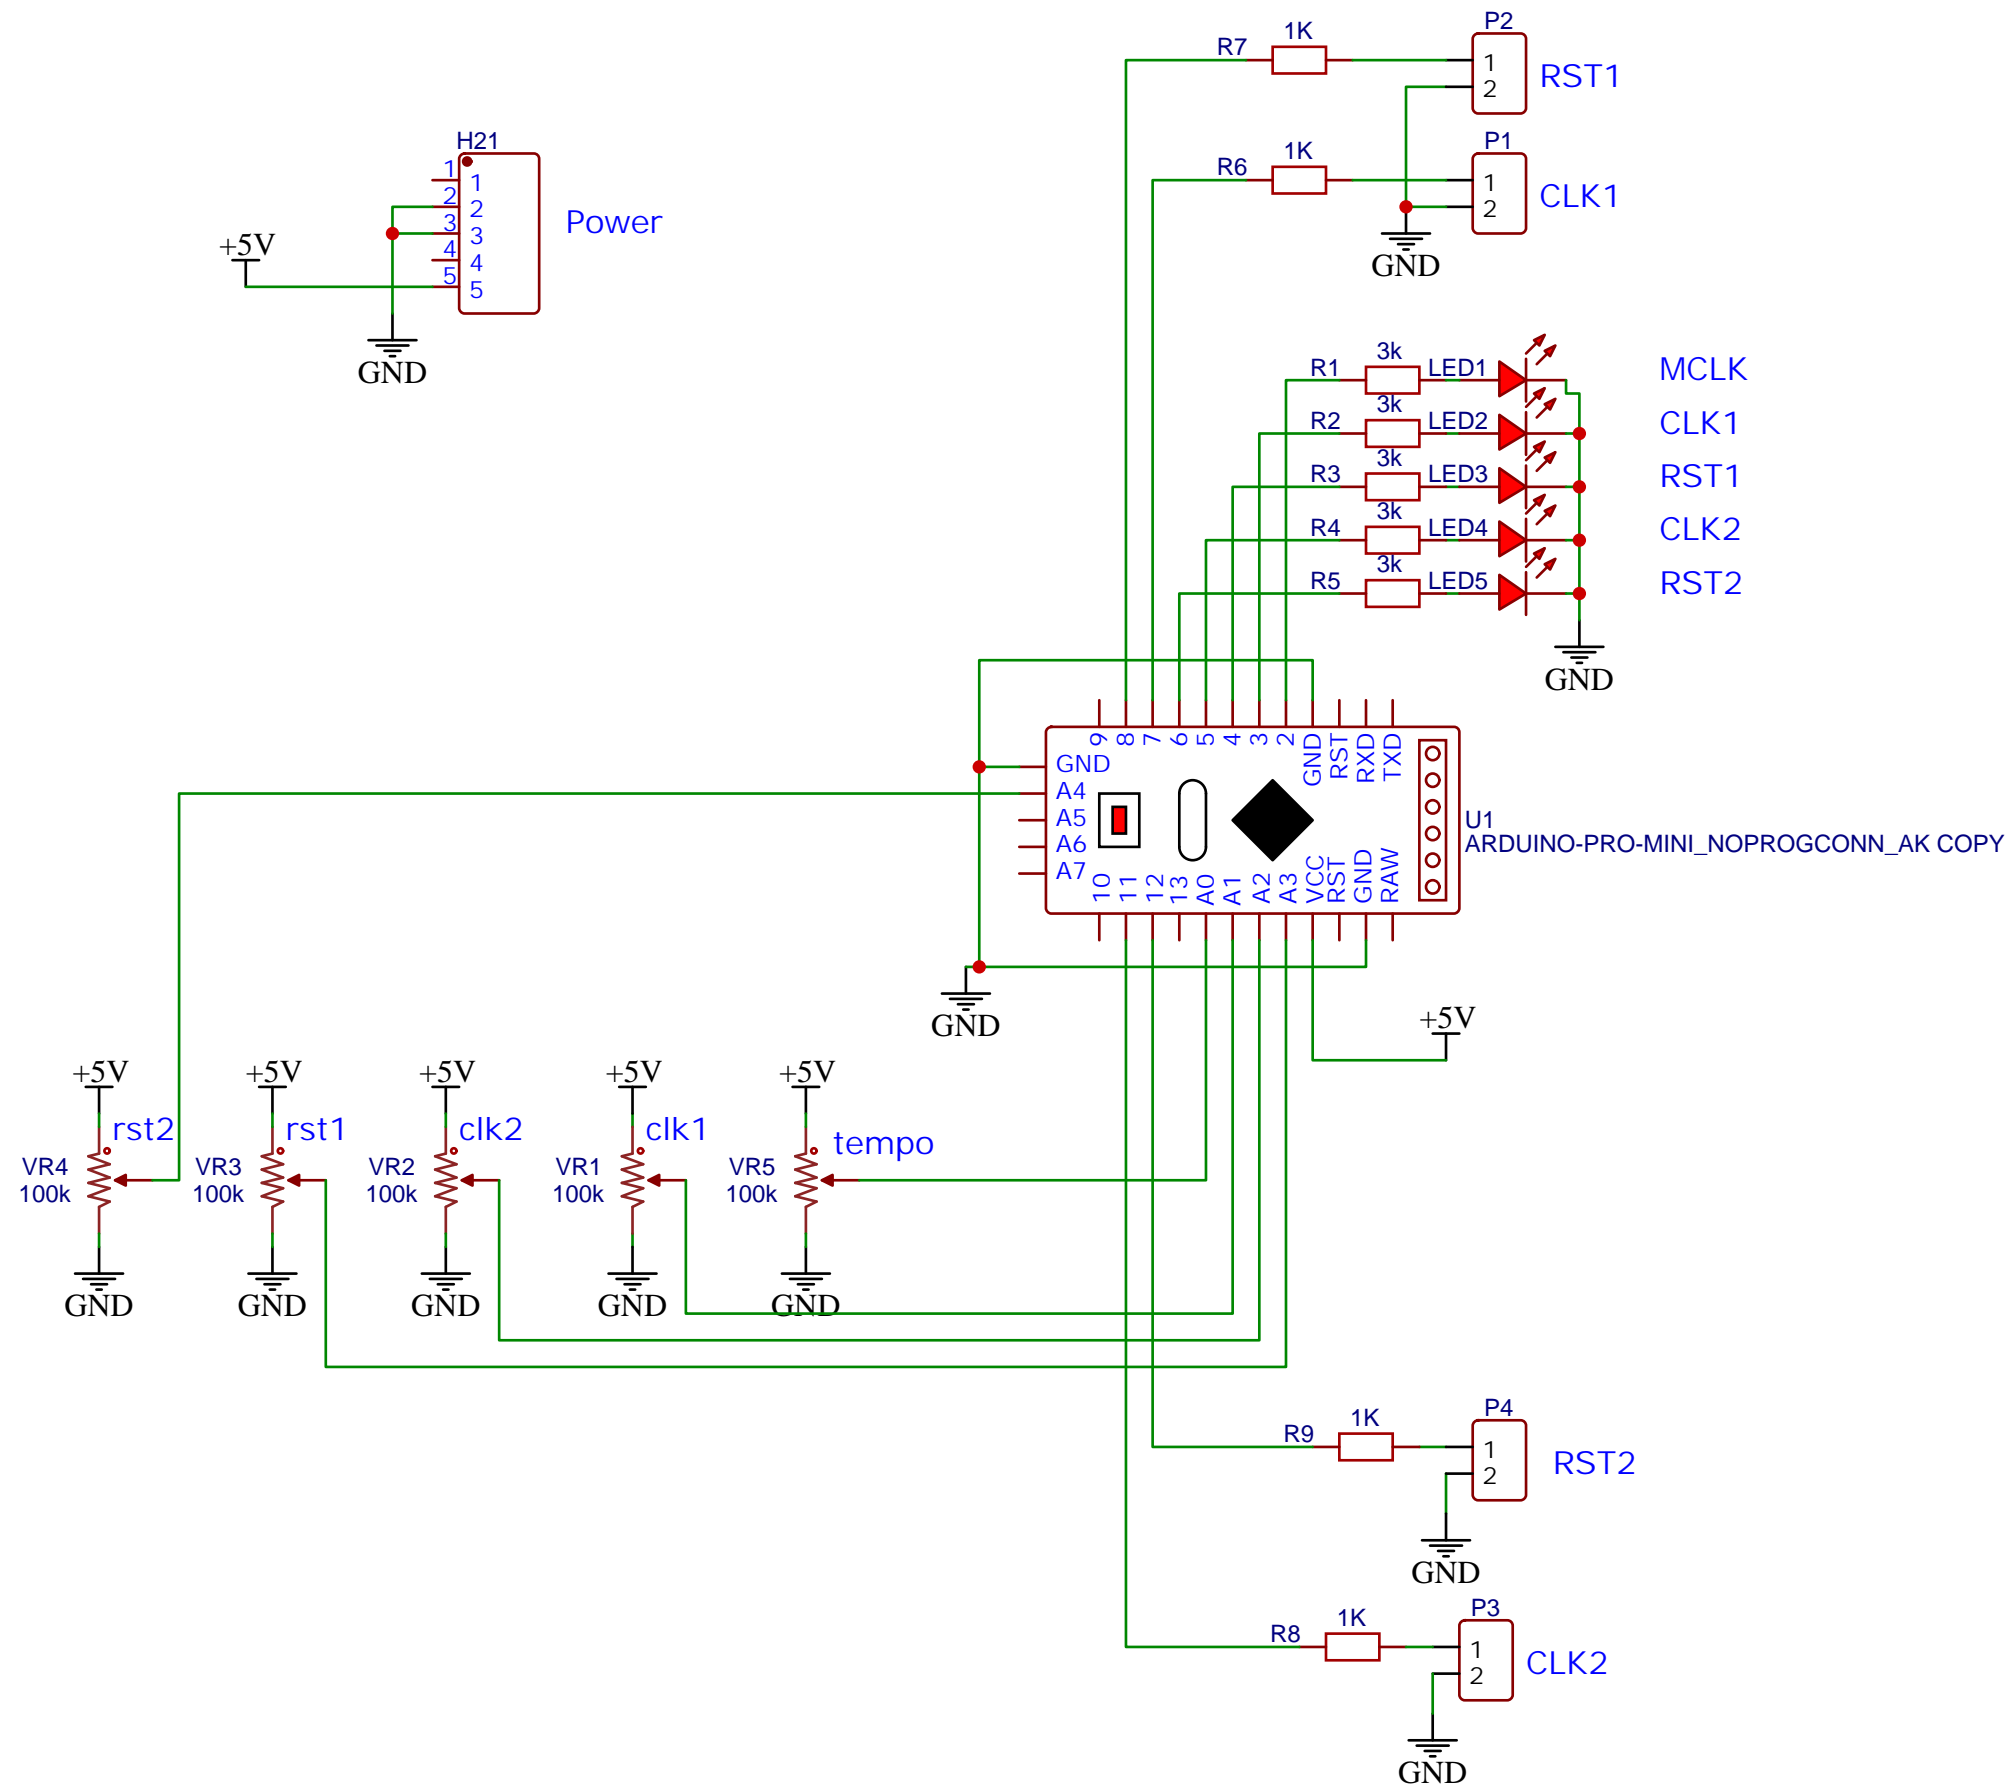 P2
R7 1K
1
2
RST1
P1
R6 1K
1
2
CLK1
GND
H21
1 1
2 2
3 3
4 4
5 5
Power
+5V
GND
R1 3k LED1 MCLK
R2 3k LED2 CLK1
R3 3k LED3 RST1
R4 3k LED4 CLK2
R5 3k LED5 RST2
GND
9 8 7 6 5 4 3 2 GND RST RXD TXD
GND
A4
A5
A6
A7
10 11 12 13 A0 A1 A2 A3 VCC RST GND RAW
U1
ARDUINO-PRO-MINI_NOPROGCONN_AK COPY
GND
+5V
+5V
rst2
VR4
100k
GND
+5V
rst1
VR3
100k
GND
+5V
clk2
VR2
100k
GND
+5V
clk1
VR1
100k
GND
+5V
tempo
VR5
100k
GND
P4
R9 1K
1
2
RST2
GND
P3
R8 1K
1
2
CLK2
GND